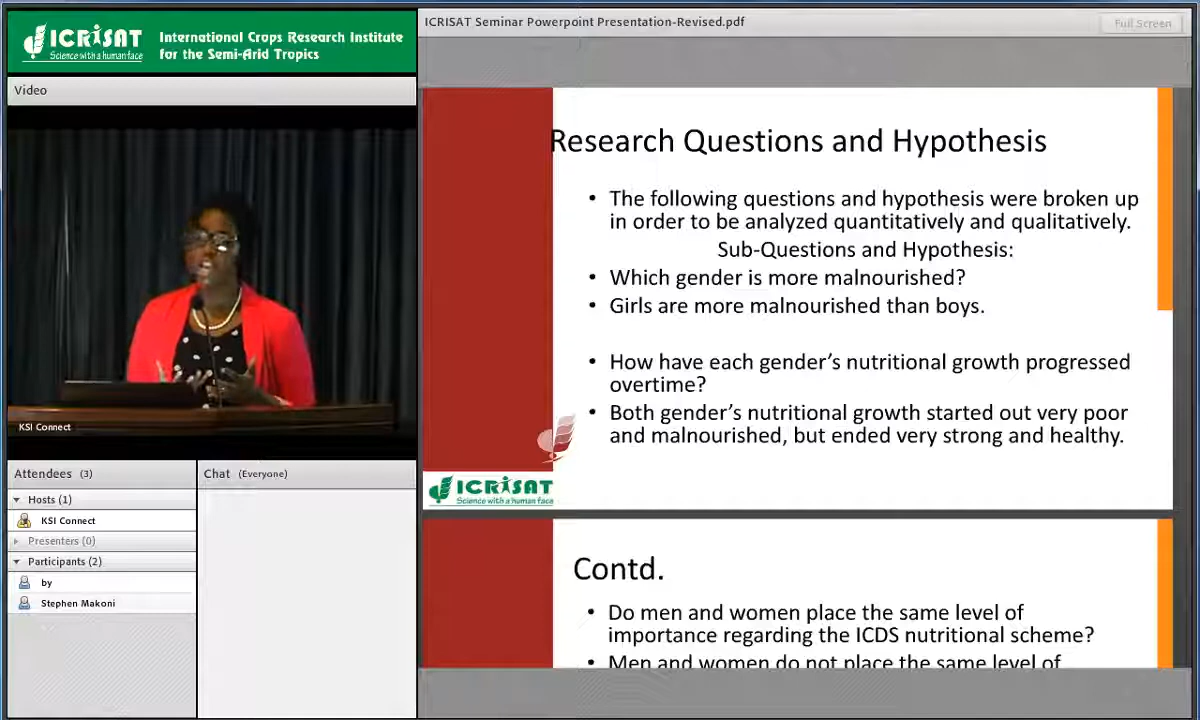 ICRISAT
Science with a human face
International Crops Research Institute
for the Semi-Arid Tropics
Video
KSI Connect
Attendees (3)
Hosts (1)
KSI Connect
Presenters (0)
Participants (2)
by
Stephen Makoni
Chat (Everyone)
ICRISAT Seminar Powerpoint Presentation-Revised.pdf
Full Screen
Research Questions and Hypothesis
• The following questions and hypothesis were broken up
in order to be analyzed quantitatively and qualitatively.
Sub-Questions and Hypothesis:
• Which gender is more malnourished?
• Girls are more malnourished than boys.
• How have each gender's nutritional growth progressed
overtime?
• Both gender's nutritional growth started out very poor
and malnourished, but ended very strong and healthy.
ICRISAT
Science with a human face
Contd.
• Do men and women place the same level of
importance regarding the ICDS nutritional scheme?
• Men and women do not place the same level of